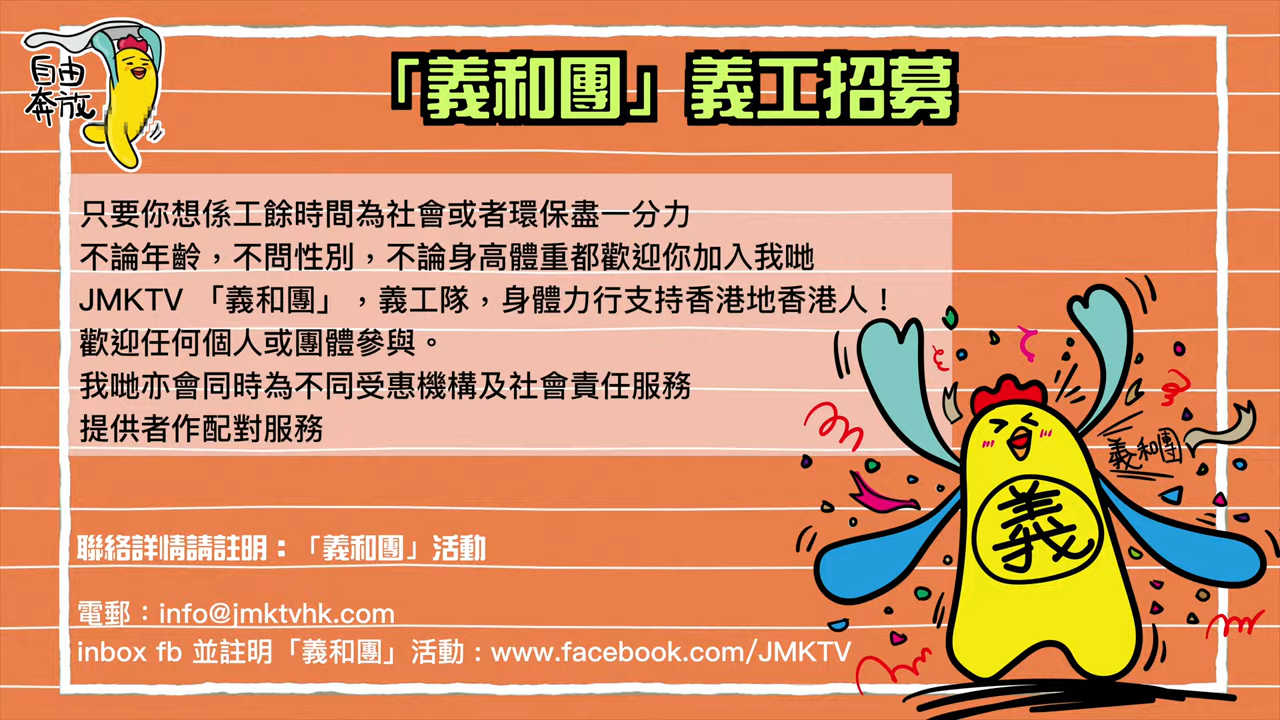 自由
奔放
「義和團」義工招募
只要你想係工餘時間為社會或者環保盡一分力
不論年齡，不問性別，不論身高體重都歡迎你加入我哋
JMKTV 「義和團」，義工隊，身體力行支持香港地香港人！
歡迎任何個人或團體參與。
我哋亦會同時為不同受惠機構及社會責任服務
提供者作配對服務
義和團
義
聯絡詳情請註明：「義和團」活動
電郵：info@jmktvhk.com
inbox fb 並註明「義和團」活動：www.facebook.com/JMKTV